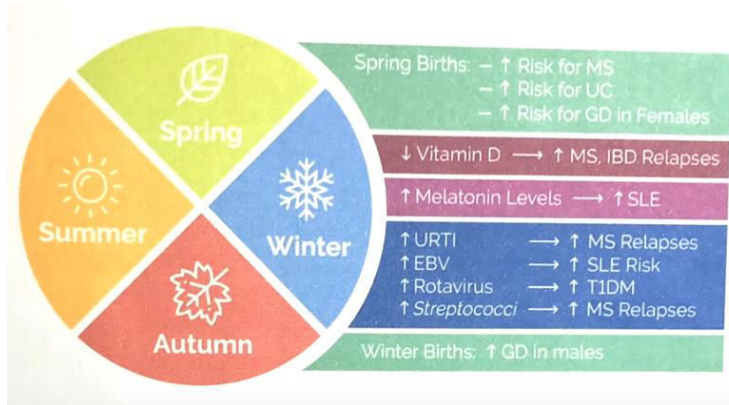 Spring
Summer
Winter
Autumn
Spring Births: – ↑ Risk for MS
– ↑ Risk for UC
– ↑ Risk for GD in Females
↓ Vitamin D → ↑ MS, IBD Relapses
↑ Melatonin Levels → ↑ SLE
↑ URTI → ↑ MS Relapses
↑ EBV → ↑ SLE Risk
↑ Rotavirus → ↑ T1DM
↑ Streptococci → ↑ MS Relapses
Winter Births: ↑ GD in males